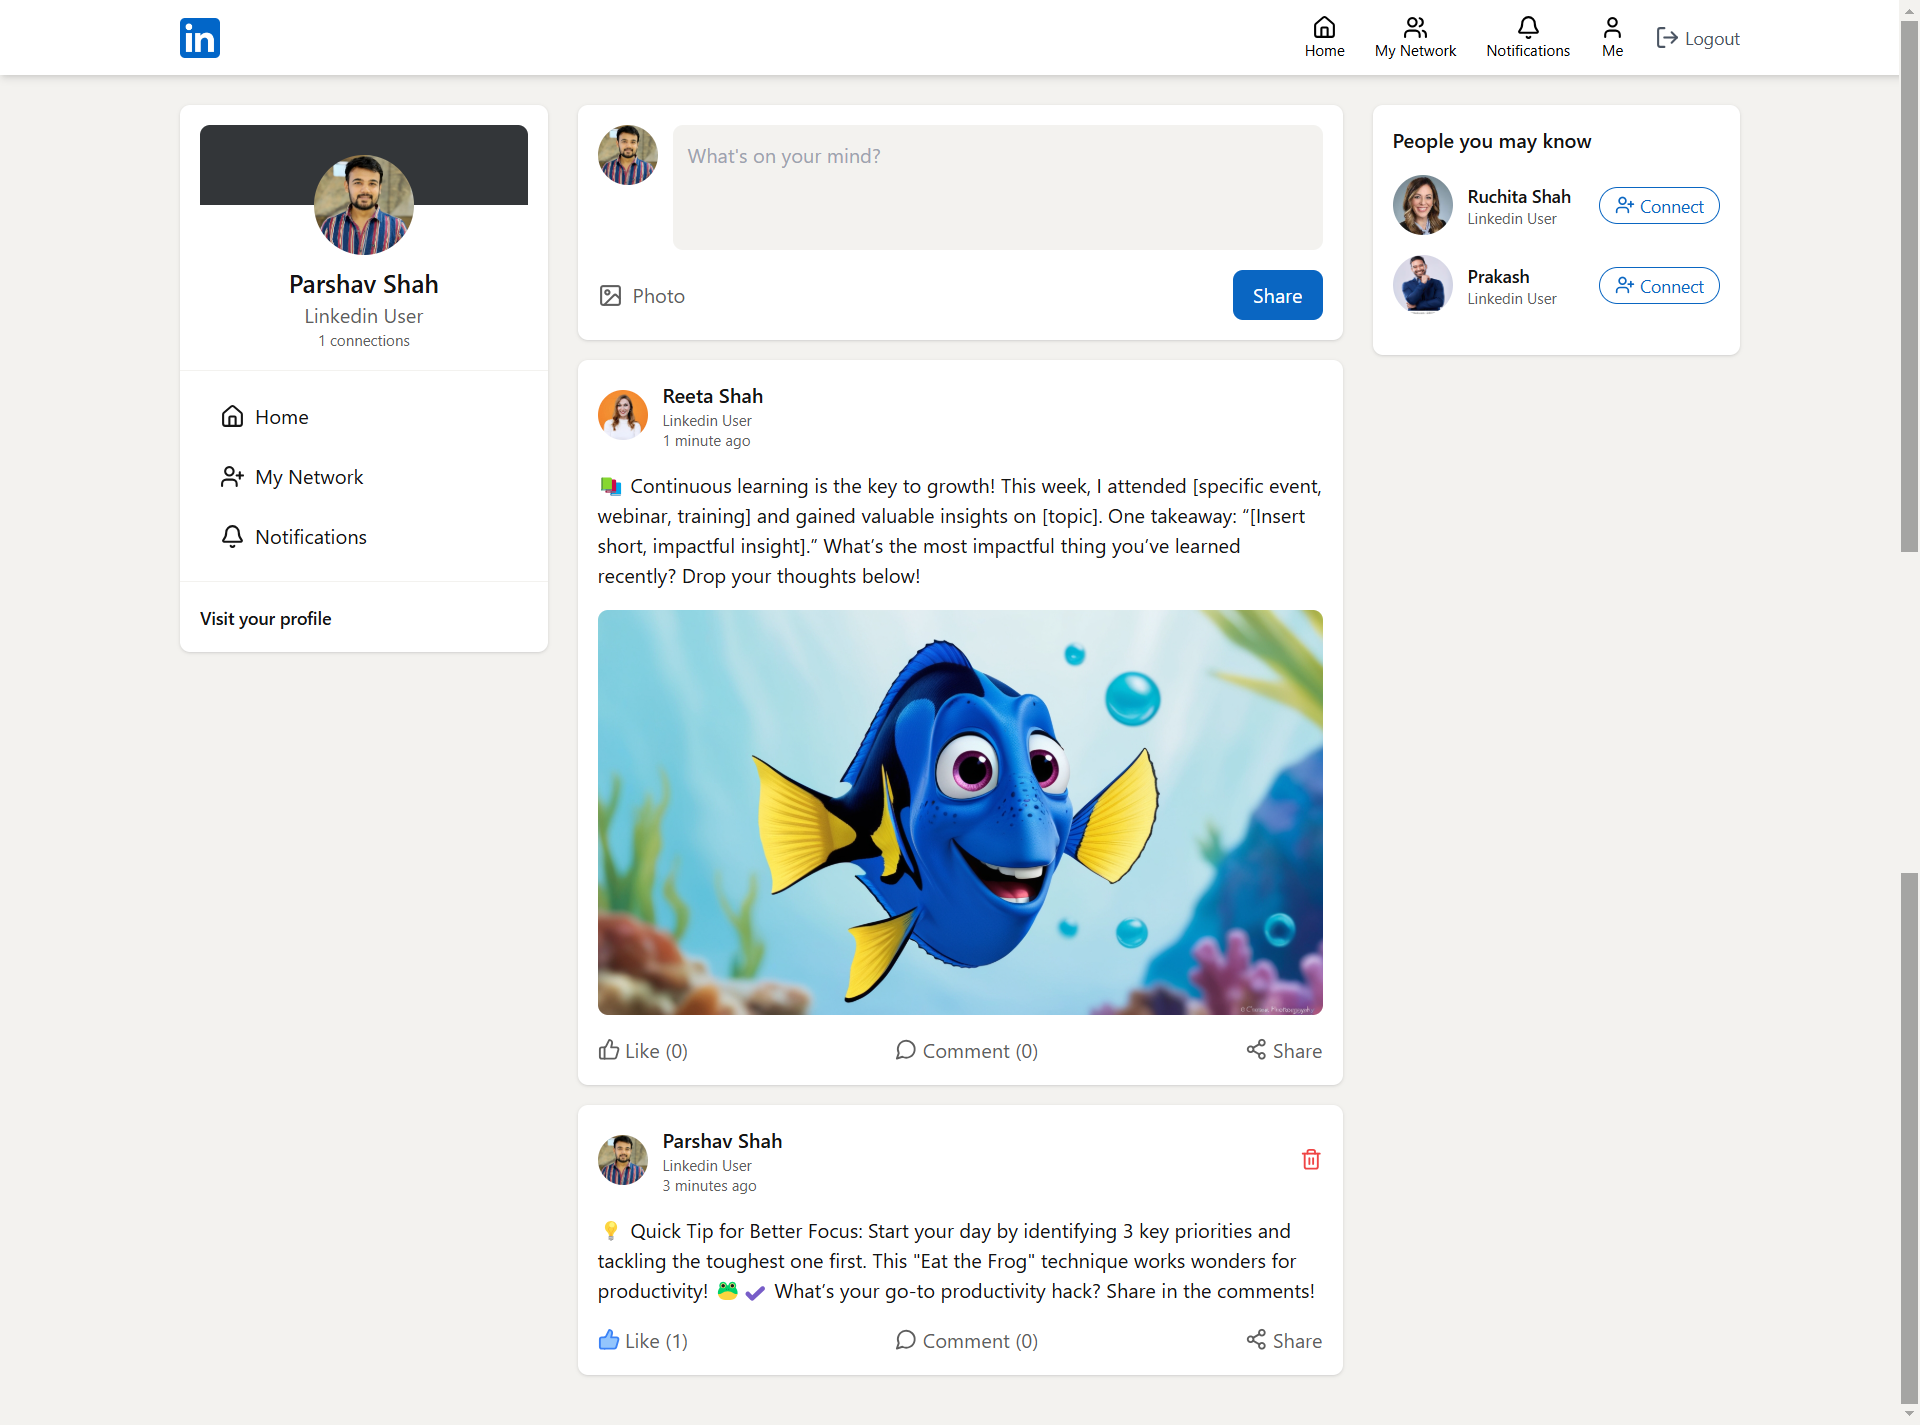 in
Home
My Network
Notifications
Me
Logout
Parshav Shah
Linkedin User
1 connections
Home
My Network
Notifications
Visit your profile
What's on your mind?
Photo
Share
Reeta Shah
Linkedin User
1 minute ago
📚 Continuous learning is the key to growth! This week, I attended [specific event,
webinar, training] and gained valuable insights on [topic]. One takeaway: “[Insert
short, impactful insight].” What’s the most impactful thing you’ve learned
recently? Drop your thoughts below!
Like (0)
Comment (0)
Share
Parshav Shah
Linkedin User
3 minutes ago
💡 Quick Tip for Better Focus: Start your day by identifying 3 key priorities and
tackling the toughest one first. This "Eat the Frog" technique works wonders for
productivity! 🐸 ✔ What’s your go-to productivity hack? Share in the comments!
Like (1)
Comment (0)
Share
People you may know
Ruchita Shah
Linkedin User
Connect
Prakash
Linkedin User
Connect